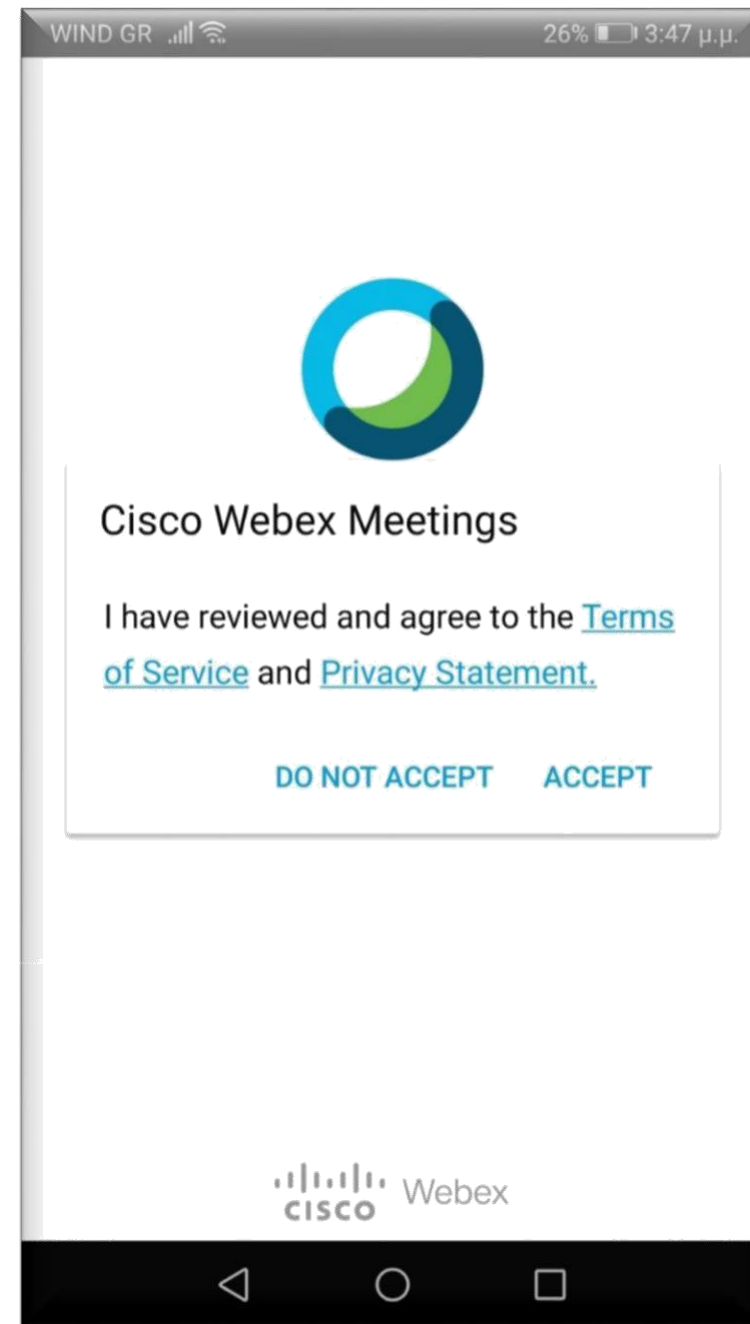 WIND GR 26% 3:47 μ.μ.
Cisco Webex Meetings
I have reviewed and agree to the Terms
of Service and Privacy Statement.
DO NOT ACCEPT ACCEPT
CISCO Webex